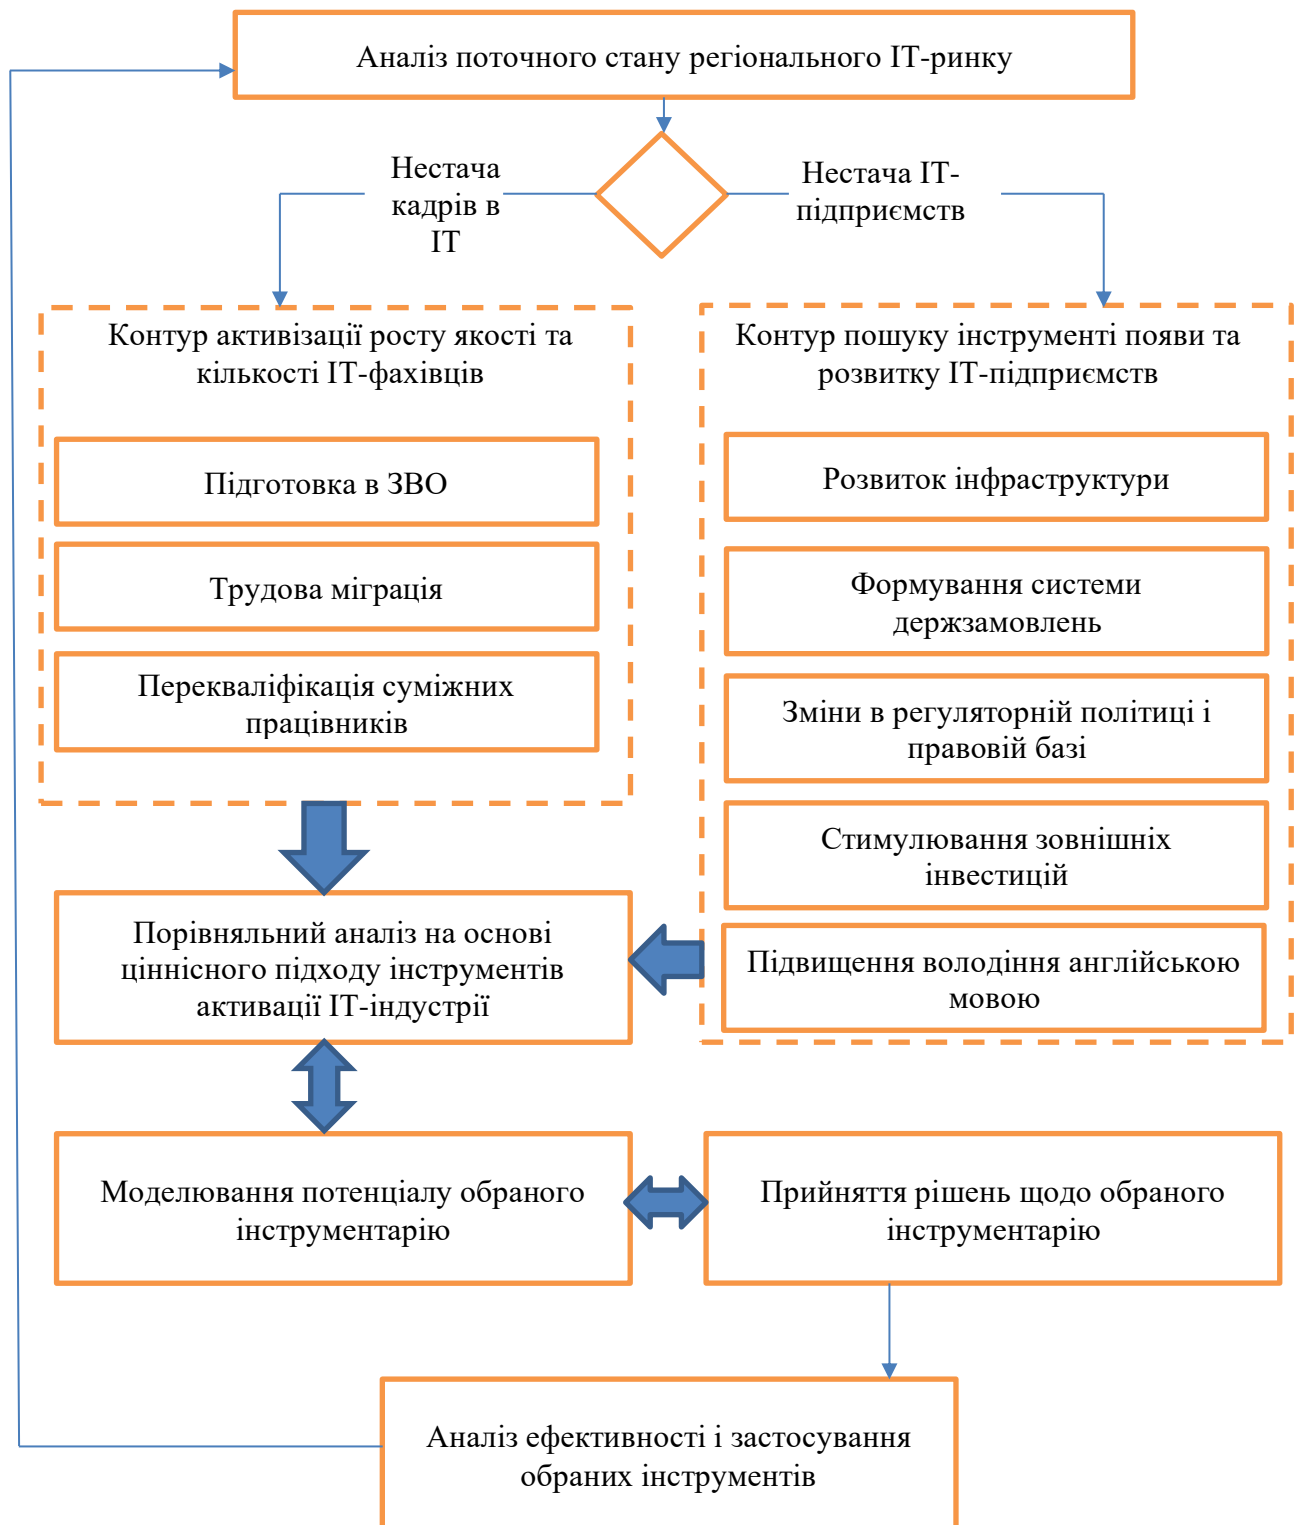 Аналіз поточного стану регіонального ІТ-ринку
Нестача
кадрів в
ІТ
Нестача ІТ-
підприємств
Контур активізації росту якості та
кількості ІТ-фахівців
Підготовка в ЗВО
Трудова міграція
Перекваліфікація суміжних
працівників
Контур пошуку інструменті появи та
розвитку ІТ-підприємств
Розвиток інфраструктури
Формування системи
держзамовлень
Зміни в регуляторній політиці і
правовій базі
Стимулювання зовнішніх
інвестицій
Підвищення володіння англійською
мовою
Порівняльний аналіз на основі
ціннісного підходу інструментів
активації ІТ-індустрії
Моделювання потенціалу обраного
інструментарію
Прийняття рішень щодо обраного
інструментарію
Аналіз ефективності і застосування
обраних інструментів